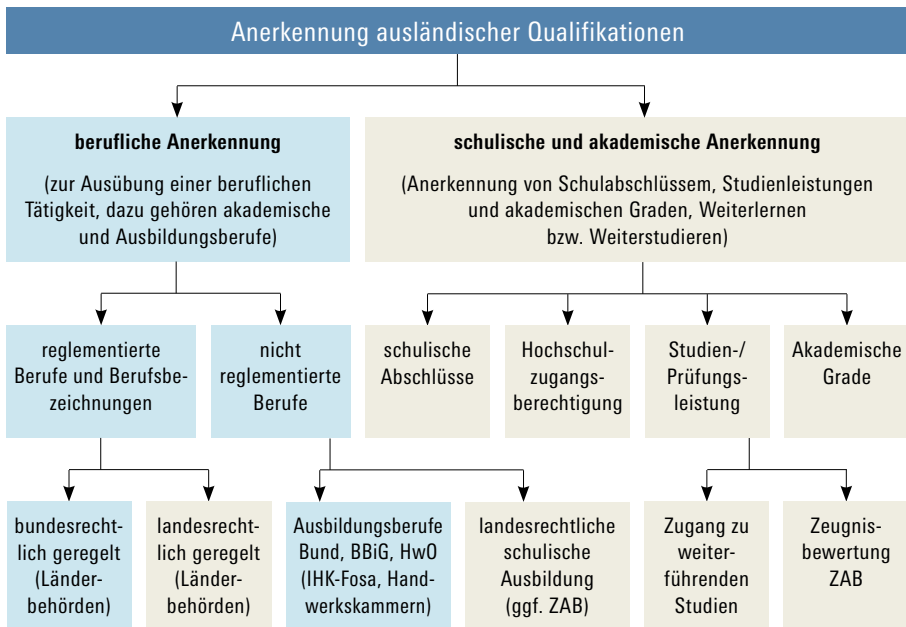 Anerkennung ausländischer Qualifikationen
berufliche Anerkennung
(zur Ausübung einer beruflichen
Tätigkeit, dazu gehören akademische
und Ausbildungsberufe)
schulische und akademische Anerkennung
(Anerkennung von Schulabschlüssem, Studienleistungen
und akademischen Graden, Weiterlernen
bzw. Weiterstudieren)
reglementierte
Berufe und Berufsbe-
zeichnungen
nicht
reglementierte
Berufe
schulische
Abschlüsse
Hochschul-
zugangs-
berechtigung
Studien-/
Prüfungs-
leistung
Akademische
Grade
bundesrecht-
lich geregelt
(Länder-
behörden)
landesrecht-
lich geregelt
(Länder-
behörden)
Ausbildungsberufe
Bund, BBiG, HwO
(IHK-Fosa, Hand-
werkskammern)
landesrechtliche
schulische
Ausbildung
(ggf. ZAB)
Zugang zu
weiter-
führenden
Studien
Zeugnis-
bewertung
ZAB